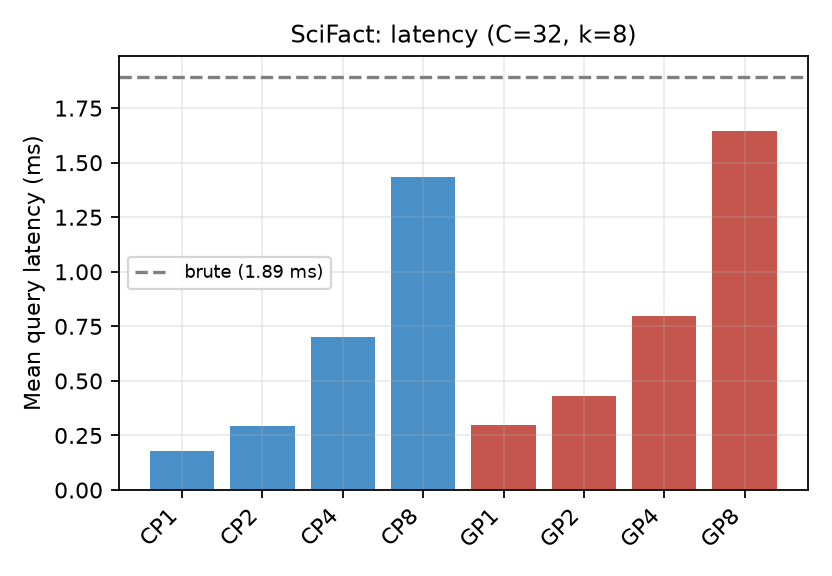 SciFact: latency (C=32, k=8)
Mean query latency (ms)
1.75
1.50
1.25
1.00
0.75
0.50
0.25
0.00
brute (1.89 ms)
CP1 CP2 CP4 CP8 GP1 GP2 GP4 GP8